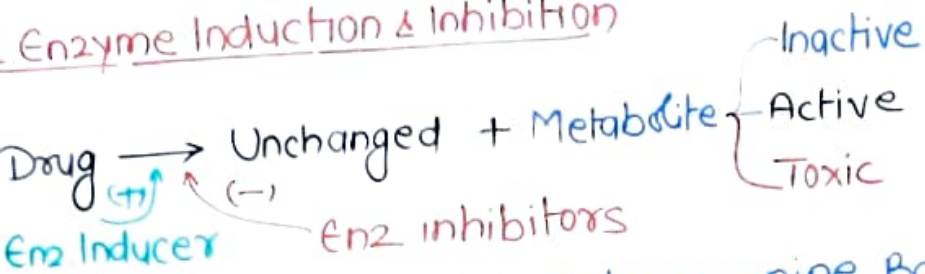 Enzyme Induction & Inhibition
Inactive
Drug → Unchanged + Metabolite Active
Toxic
(+) (-)
Enz Inducer Enz inhibitors